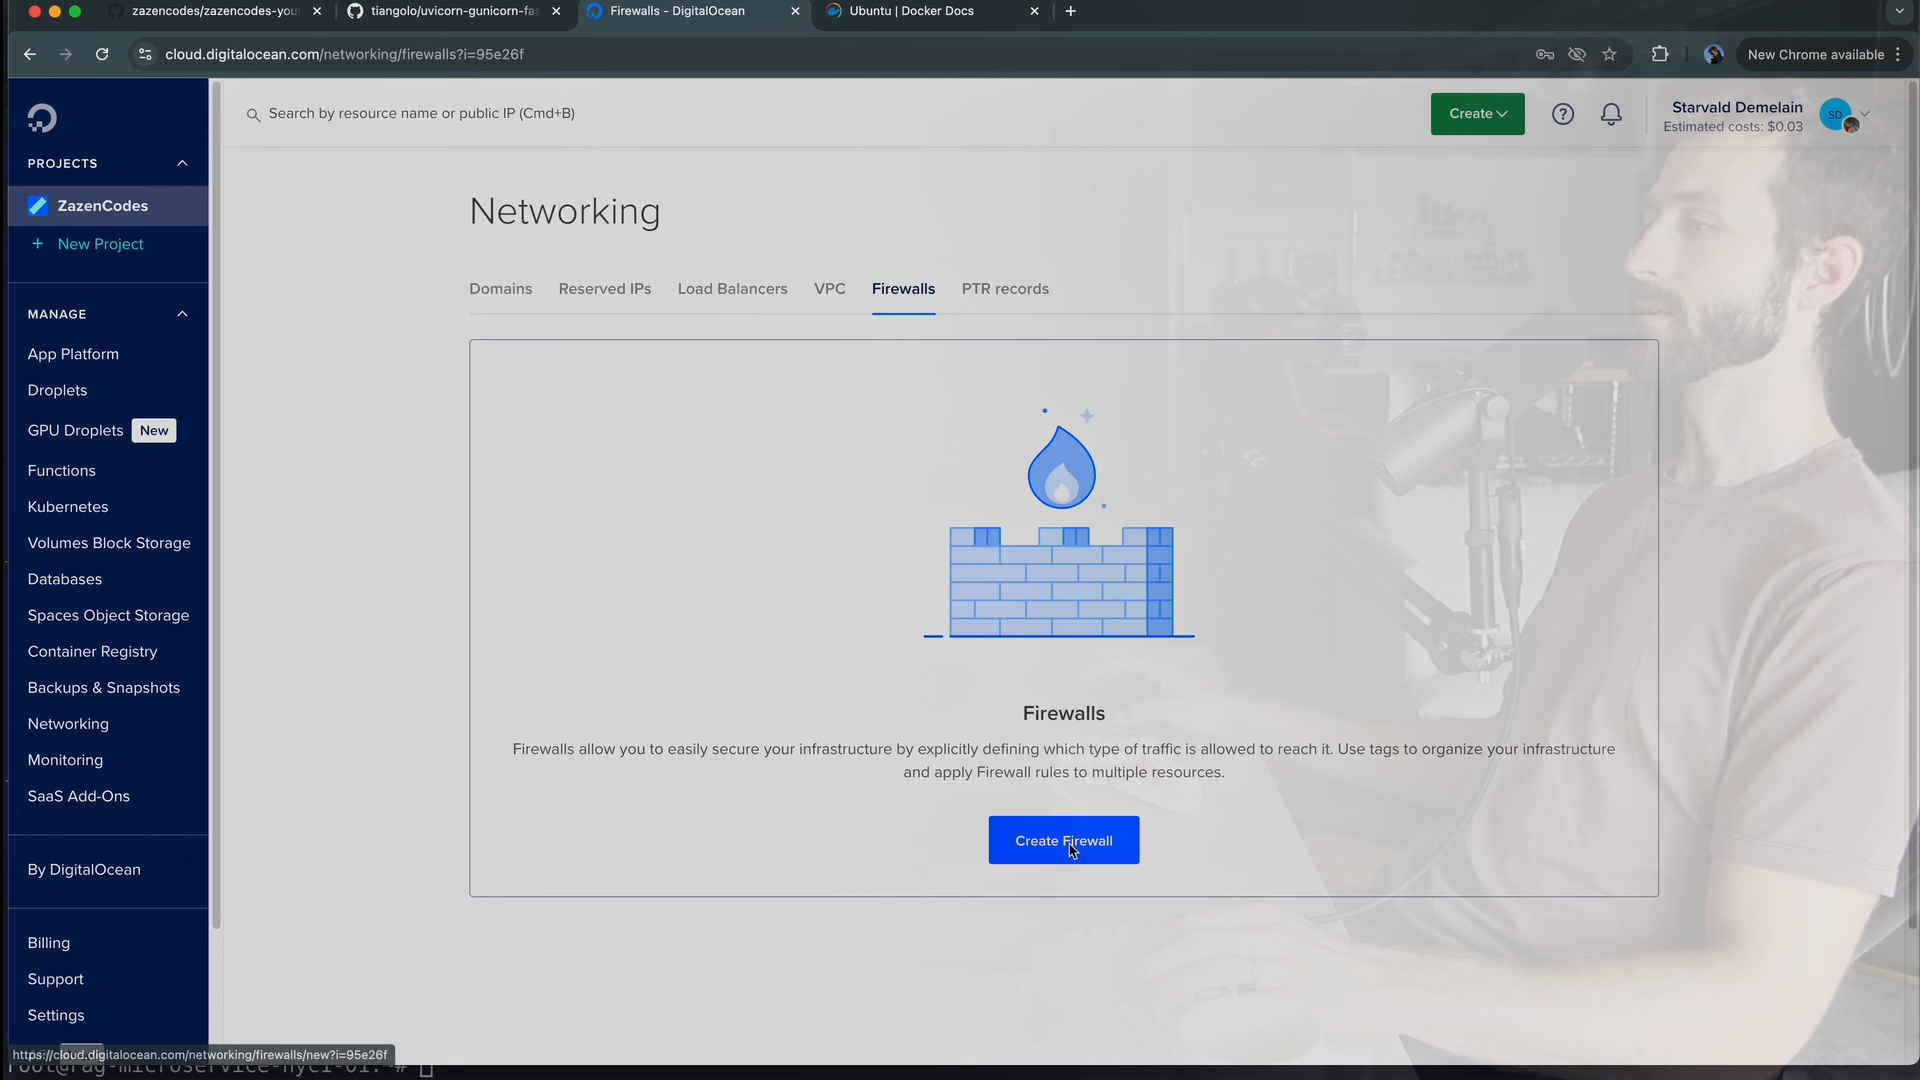 zazencodes/zazencodes-you
tiangolo/uvicorn-gunicorn-fas
Firewalls - DigitalOcean
Ubuntu | Docker Docs
cloud.digitalocean.com/networking/firewalls?i=95e26f
New Chrome available
Search by resource name or public IP (Cmd+B)
Create
Starvald Demelain
Estimated costs: $0.03
SD
PROJECTS
ZazenCodes
+ New Project
MANAGE
App Platform
Droplets
GPU Droplets New
Functions
Kubernetes
Volumes Block Storage
Databases
Spaces Object Storage
Container Registry
Backups & Snapshots
Networking
Monitoring
SaaS Add-Ons
By DigitalOcean
Billing
Support
Settings
Networking
Domains Reserved IPs Load Balancers VPC Firewalls PTR records
Firewalls
Firewalls allow you to easily secure your infrastructure by explicitly defining which type of traffic is allowed to reach it. Use tags to organize your infrastructure
and apply Firewall rules to multiple resources.
Create Firewall
https://cloud.digitalocean.com/networking/firewalls/new?i=95e26f
root@rag-microservice-nyc1-01:~#